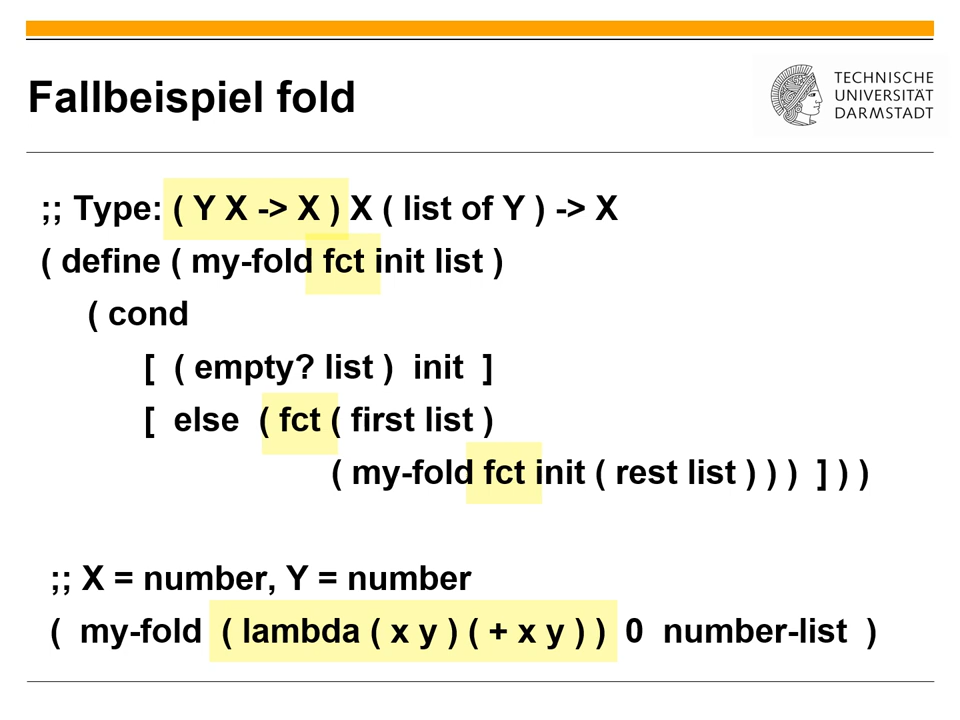 Fallbeispiel fold
TECHNISCHE
UNIVERSITÄT
DARMSTADT
;; Type: ( Y X -> X ) X ( list of Y ) -> X
( define ( my-fold fct init list )
( cond
[ ( empty? list ) init ]
[ else ( fct ( first list )
( my-fold fct init ( rest list ) ) ) ] ) )
;; X = number, Y = number
( my-fold ( lambda ( x y ) ( + x y ) ) 0 number-list )